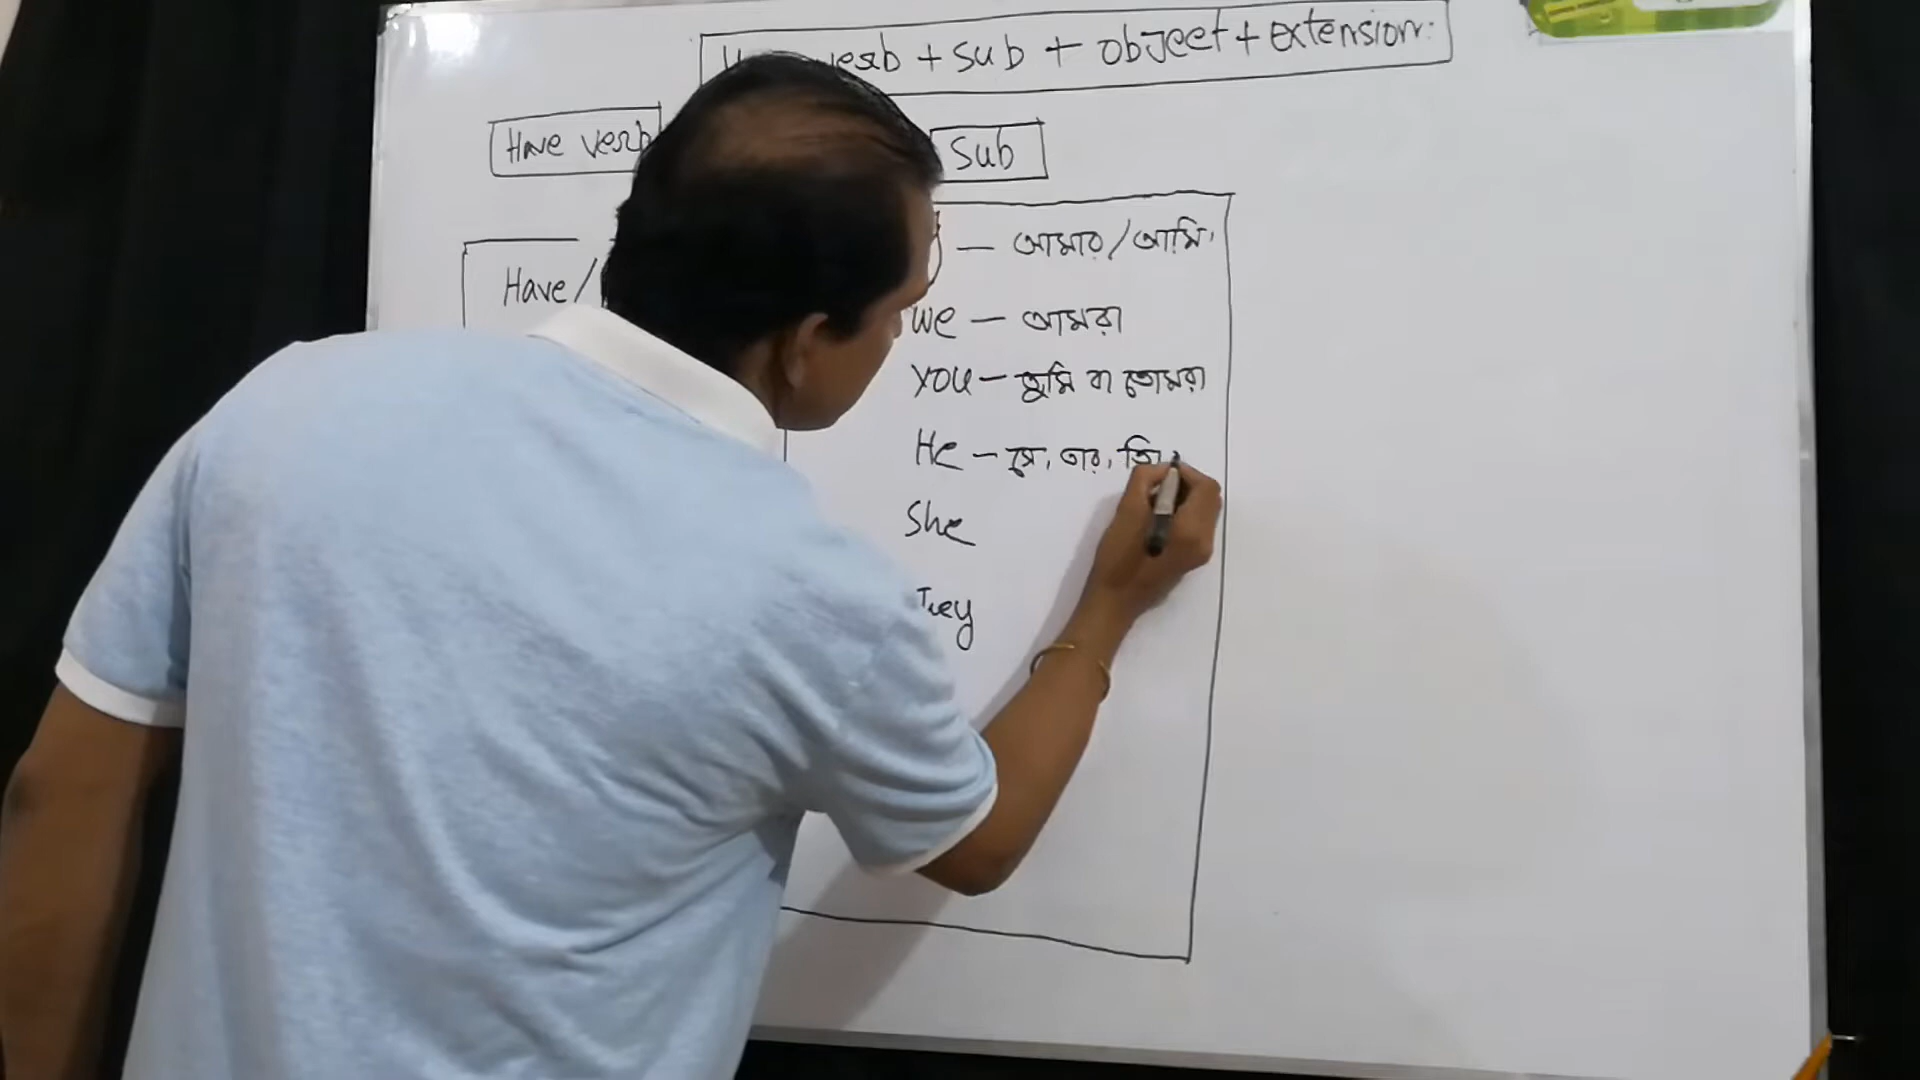 verb + sub + object + extension:
Have verb
Sub
Have/
— আমার/আমি,
We — আমরা
You — তুমি বা তোমরা
He — সে, তার, তি
She
They